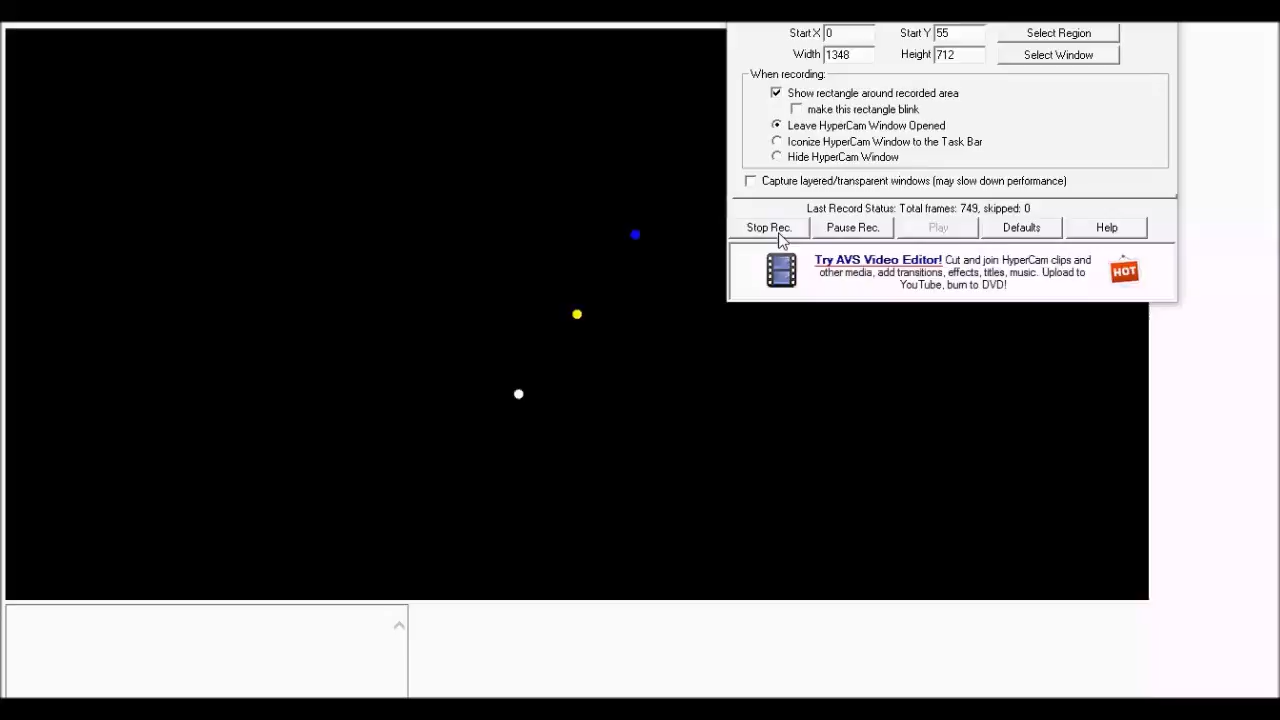 Start X 0 Start Y 55 Select Region
Width 1348 Height 712 Select Window
When recording:
Show rectangle around recorded area
make this rectangle blink
Leave HyperCam Window Opened
Iconize HyperCam Window to the Task Bar
Hide HyperCam Window
Capture layered/transparent windows (may slow down performance)
Last Record Status: Total frames: 749, skipped: 0
Stop Rec. Pause Rec. Play Defaults Help
Try AVS Video Editor! Cut and join HyperCam clips and
other media, add transitions, effects, titles, music. Upload to
YouTube, burn to DVD!
HOT